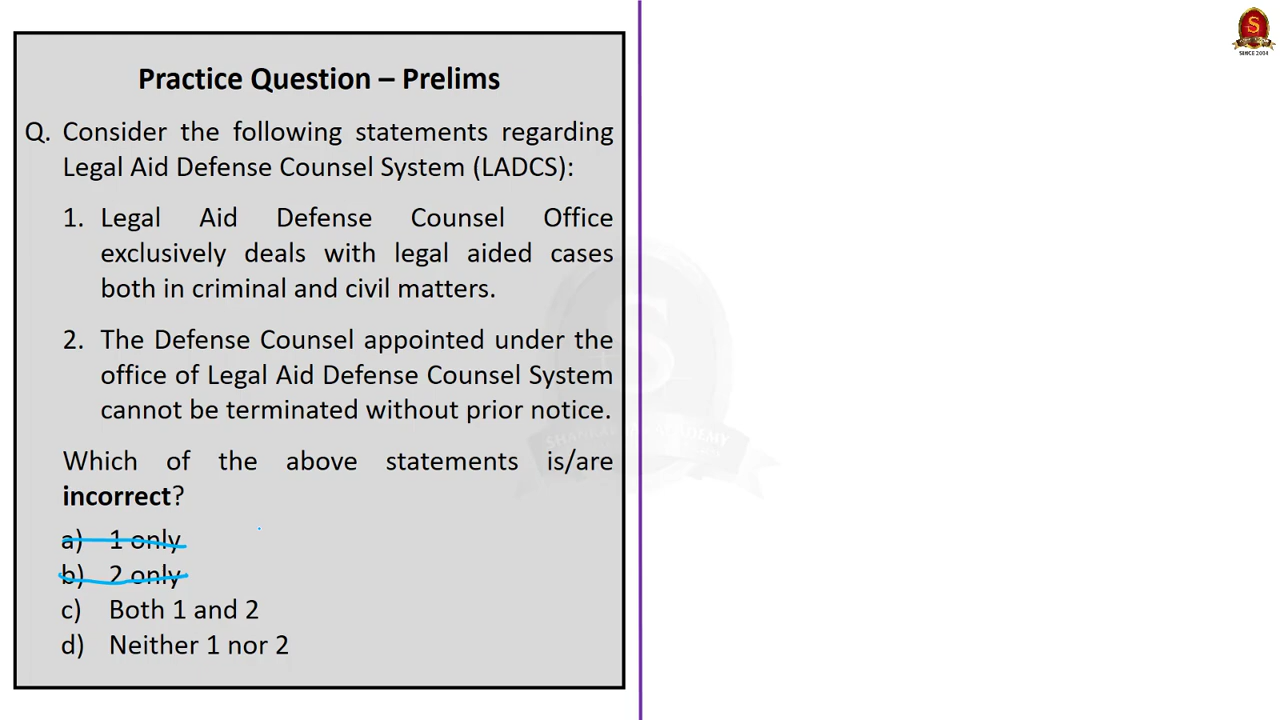 Practice Question – Prelims
Q. Consider the following statements regarding
Legal Aid Defense Counsel System (LADCS):
1. Legal Aid Defense Counsel Office
exclusively deals with legal aided cases
both in criminal and civil matters.
2. The Defense Counsel appointed under the
office of Legal Aid Defense Counsel System
cannot be terminated without prior notice.
Which of the above statements is/are
incorrect?
a) 1 only
b) 2 only
c) Both 1 and 2
d) Neither 1 nor 2
S
SINCE 2004